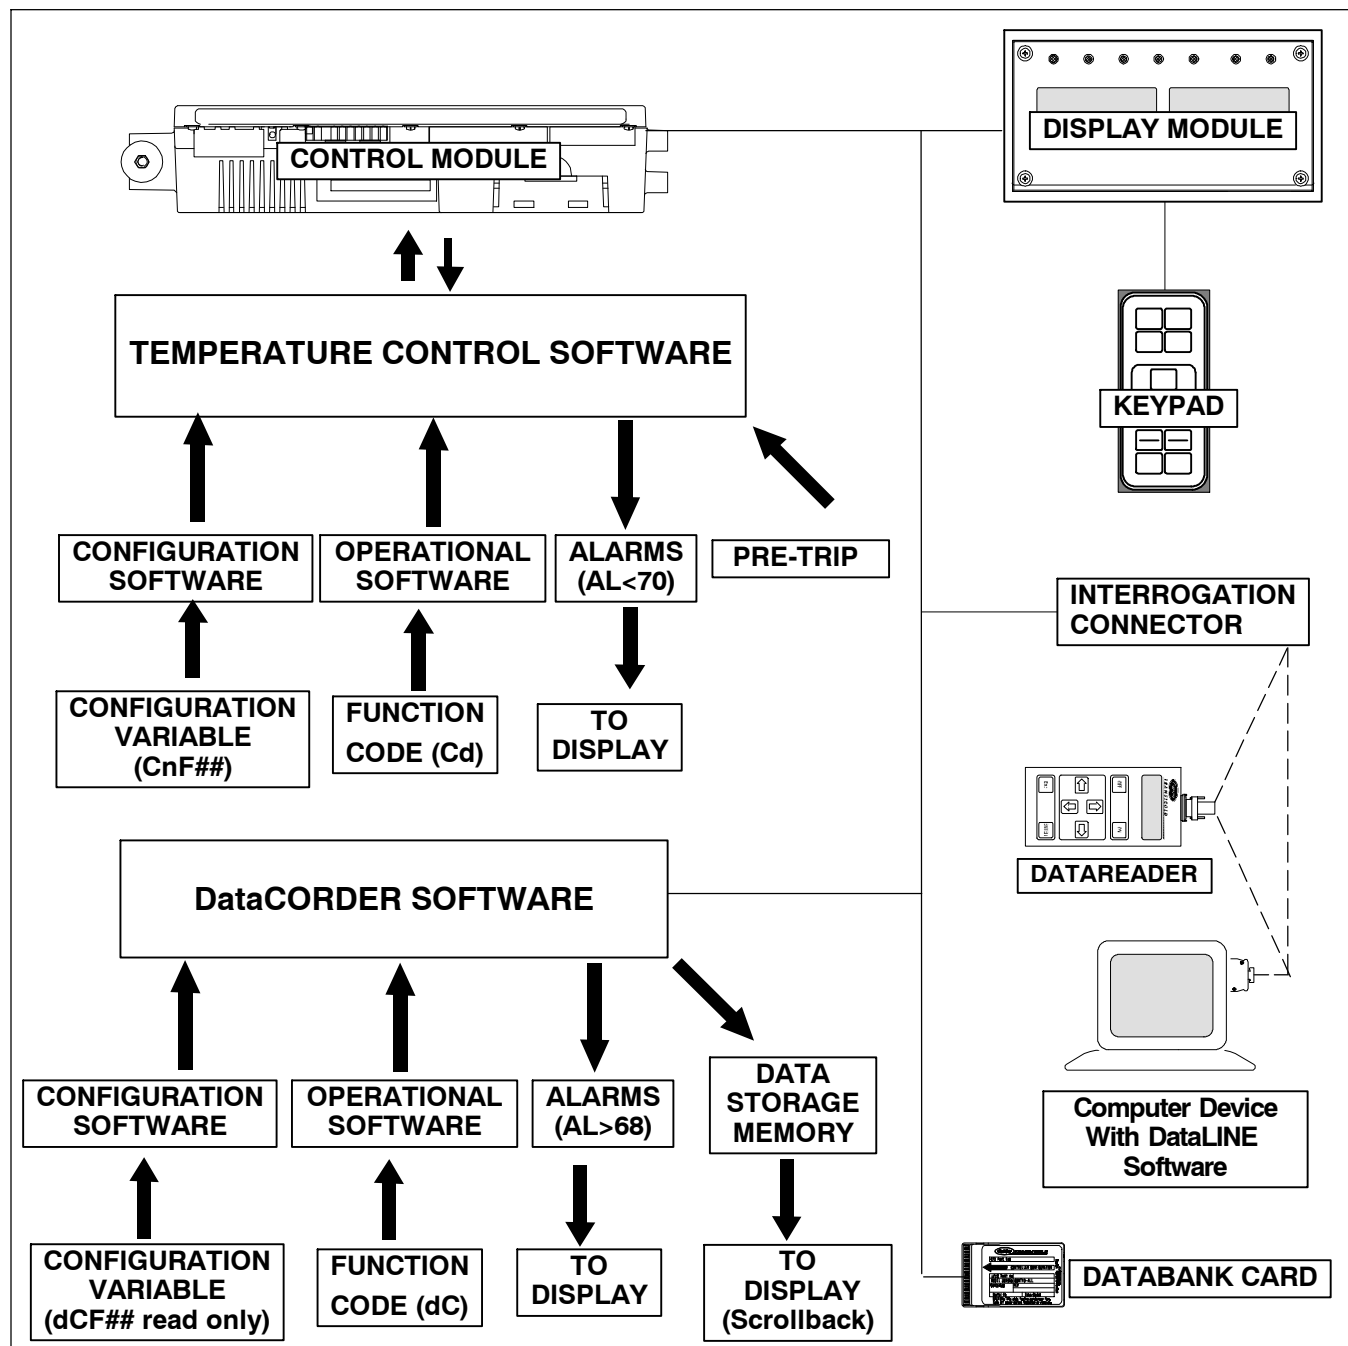 DISPLAY MODULE
CONTROL MODULE
TEMPERATURE CONTROL SOFTWARE
KEYPAD
CONFIGURATION
SOFTWARE
OPERATIONAL
SOFTWARE
ALARMS
(AL<70)
PRE-TRIP
INTERROGATION
CONNECTOR
CONFIGURATION
VARIABLE
(CnF##)
FUNCTION
CODE (Cd)
TO
DISPLAY
DATAREADER
DataCORDER SOFTWARE
CONFIGURATION
SOFTWARE
OPERATIONAL
SOFTWARE
ALARMS
(AL>68)
DATA
STORAGE
MEMORY
Computer Device
With DataLINE
Software
CONFIGURATION
VARIABLE
(dCF## read only)
FUNCTION
CODE (dC)
TO
DISPLAY
TO
DISPLAY
(Scrollback)
DATABANK CARD